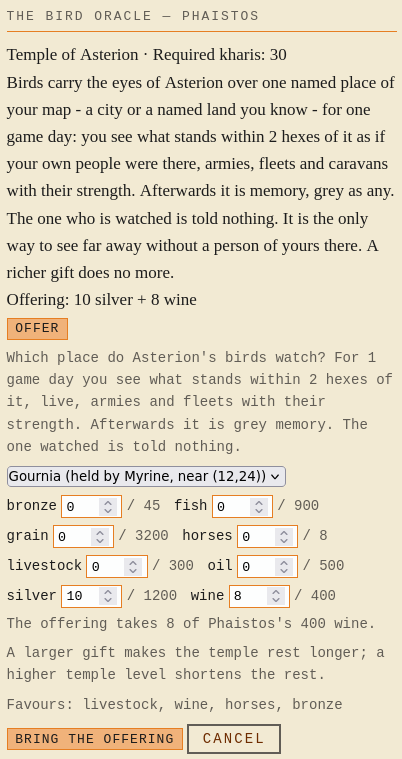 THE BIRD ORACLE — PHAISTOS
Temple of Asterion · Required kharis: 30
Birds carry the eyes of Asterion over one named place of
your map - a city or a named land you know - for one
game day: you see what stands within 2 hexes of it as if
your own people were there, armies, fleets and caravans
with their strength. Afterwards it is memory, grey as any.
The one who is watched is told nothing. It is the only
way to see far away without a person of yours there. A
richer gift does no more.
Offering: 10 silver + 8 wine
OFFER
Which place do Asterion's birds watch? For 1
game day you see what stands within 2 hexes of
it, live, armies and fleets with their
strength. Afterwards it is grey memory. The
one watched is told nothing.
Gournia (held by Myrine, near (12,24))
bronze 0 / 45 fish 0 / 900
grain 0 / 3200 horses 0 / 8
livestock 0 / 300 oil 0 / 500
silver 10 / 1200 wine 8 / 400
The offering takes 8 of Phaistos's 400 wine.
A larger gift makes the temple rest longer; a
higher temple level shortens the rest.
Favours: livestock, wine, horses, bronze
BRING THE OFFERING CANCEL